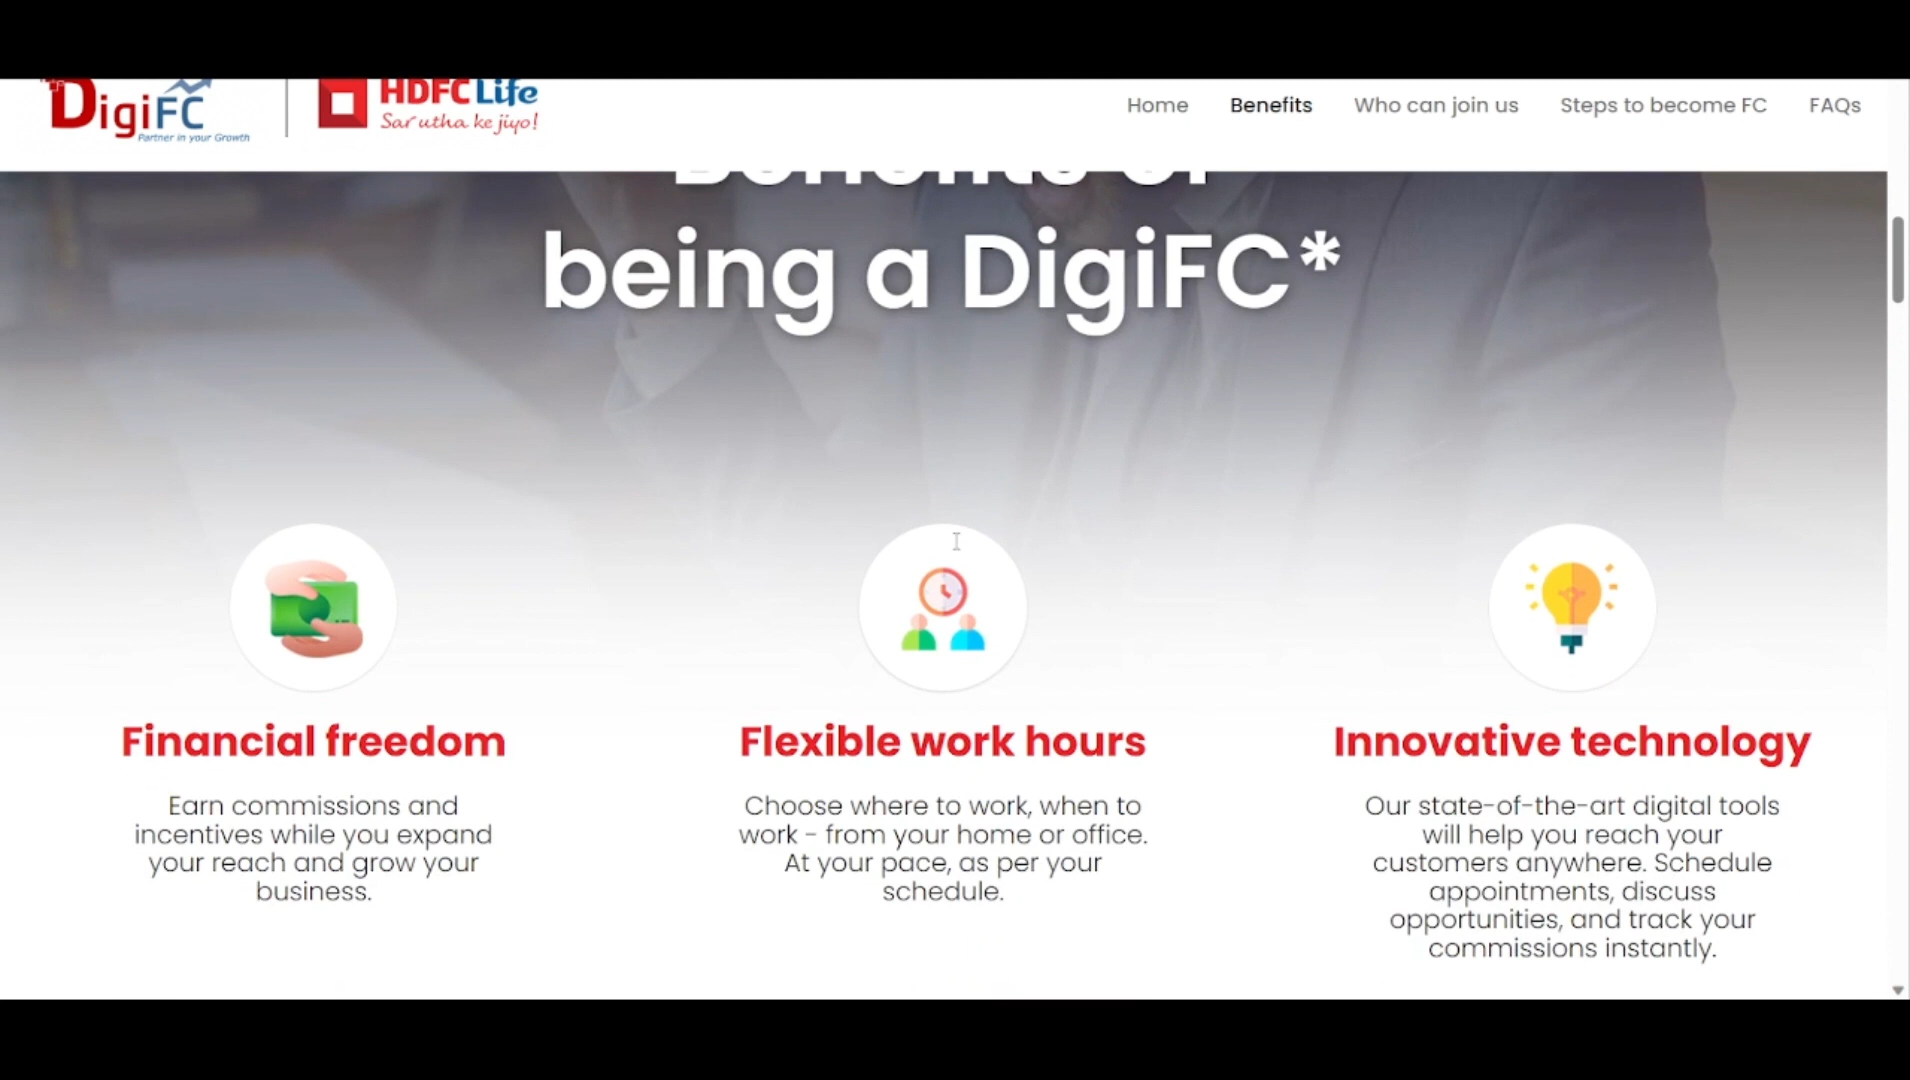 DigiFC
Partner in your Growth
HDFC Life
Sar utha ke jiyo!
Home
Benefits
Who can join us
Steps to become FC
FAQs
Benefits of
being a DigiFC*
Financial freedom
Earn commissions and
incentives while you expand
your reach and grow your
business.
Flexible work hours
Choose where to work, when to
work - from your home or office.
At your pace, as per your
schedule.
Innovative technology
Our state-of-the-art digital tools
will help you reach your
customers anywhere. Schedule
appointments, discuss
opportunities, and track your
commissions instantly.